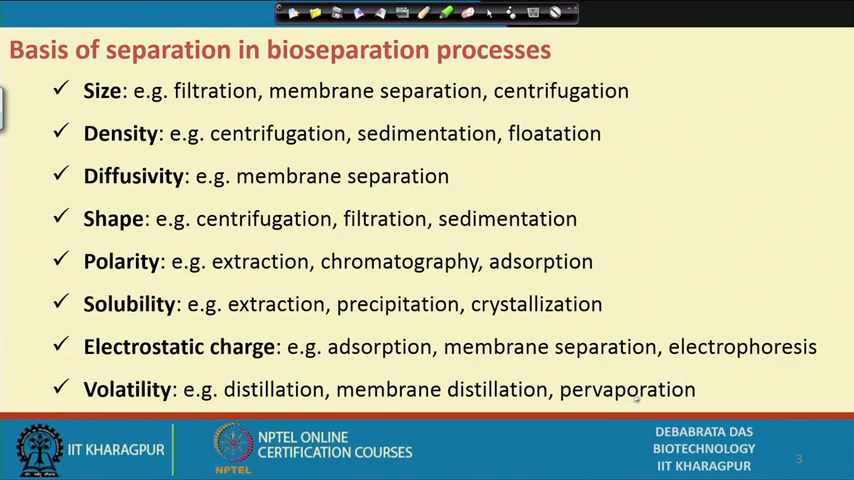 Basis of separation in bioseparation processes
✓ Size: e.g. filtration, membrane separation, centrifugation
✓ Density: e.g. centrifugation, sedimentation, floatation
✓ Diffusivity: e.g. membrane separation
✓ Shape: e.g. centrifugation, filtration, sedimentation
✓ Polarity: e.g. extraction, chromatography, adsorption
✓ Solubility: e.g. extraction, precipitation, crystallization
✓ Electrostatic charge: e.g. adsorption, membrane separation, electrophoresis
✓ Volatility: e.g. distillation, membrane distillation, pervaporation
IIT KHARAGPUR
NPTEL
NPTEL ONLINE
CERTIFICATION COURSES
DEBABRATA DAS
BIOTECHNOLOGY
IIT KHARAGPUR
3